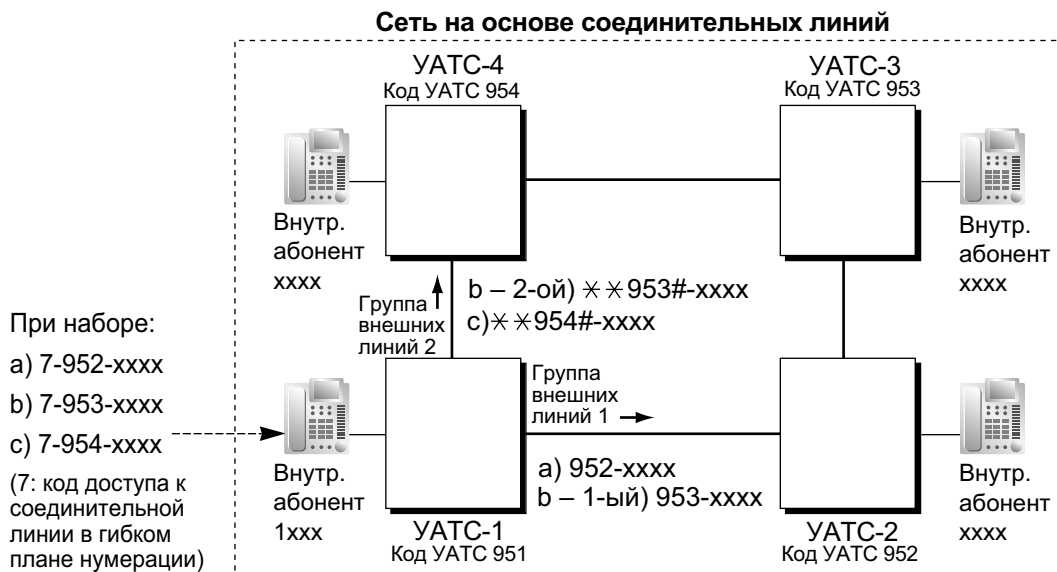 Сеть на основе соединительных линий
УАТС-4
Код УАТС 954
УАТС-3
Код УАТС 953
Внутр.
абонент
xxxx
Внутр.
абонент
xxxx
Группа
внешних
линий 2
b – 2-ой) ✳✳953#-xxxx
c)✳✳954#-xxxx
При наборе:
a) 7-952-xxxx
b) 7-953-xxxx
c) 7-954-xxxx
(7: код доступа к
соединительной
линии в гибком
плане нумерации)
Группа
внешних
линий 1
Внутр.
абонент
1xxx
a) 952-xxxx
b – 1-ый) 953-xxxx
Внутр.
абонент
xxxx
УАТС-1
Код УАТС 951
УАТС-2
Код УАТС 952